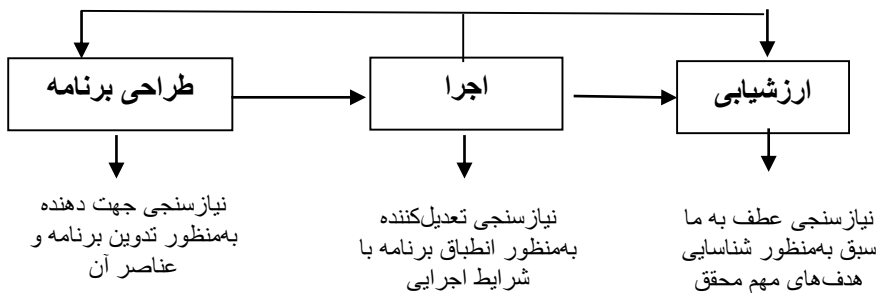 طراحی برنامه
اجرا
ارزشیابی
نیازسنجی جهت دهنده
به‌منظور تدوین برنامه و
عناصر آن
نیازسنجی تعدیل‌کننده
به‌منظور انطباق برنامه با
شرایط اجرایی
نیازسنجی عطف به ما
سبق به‌منظور شناسایی
هدف‌های مهم محقق